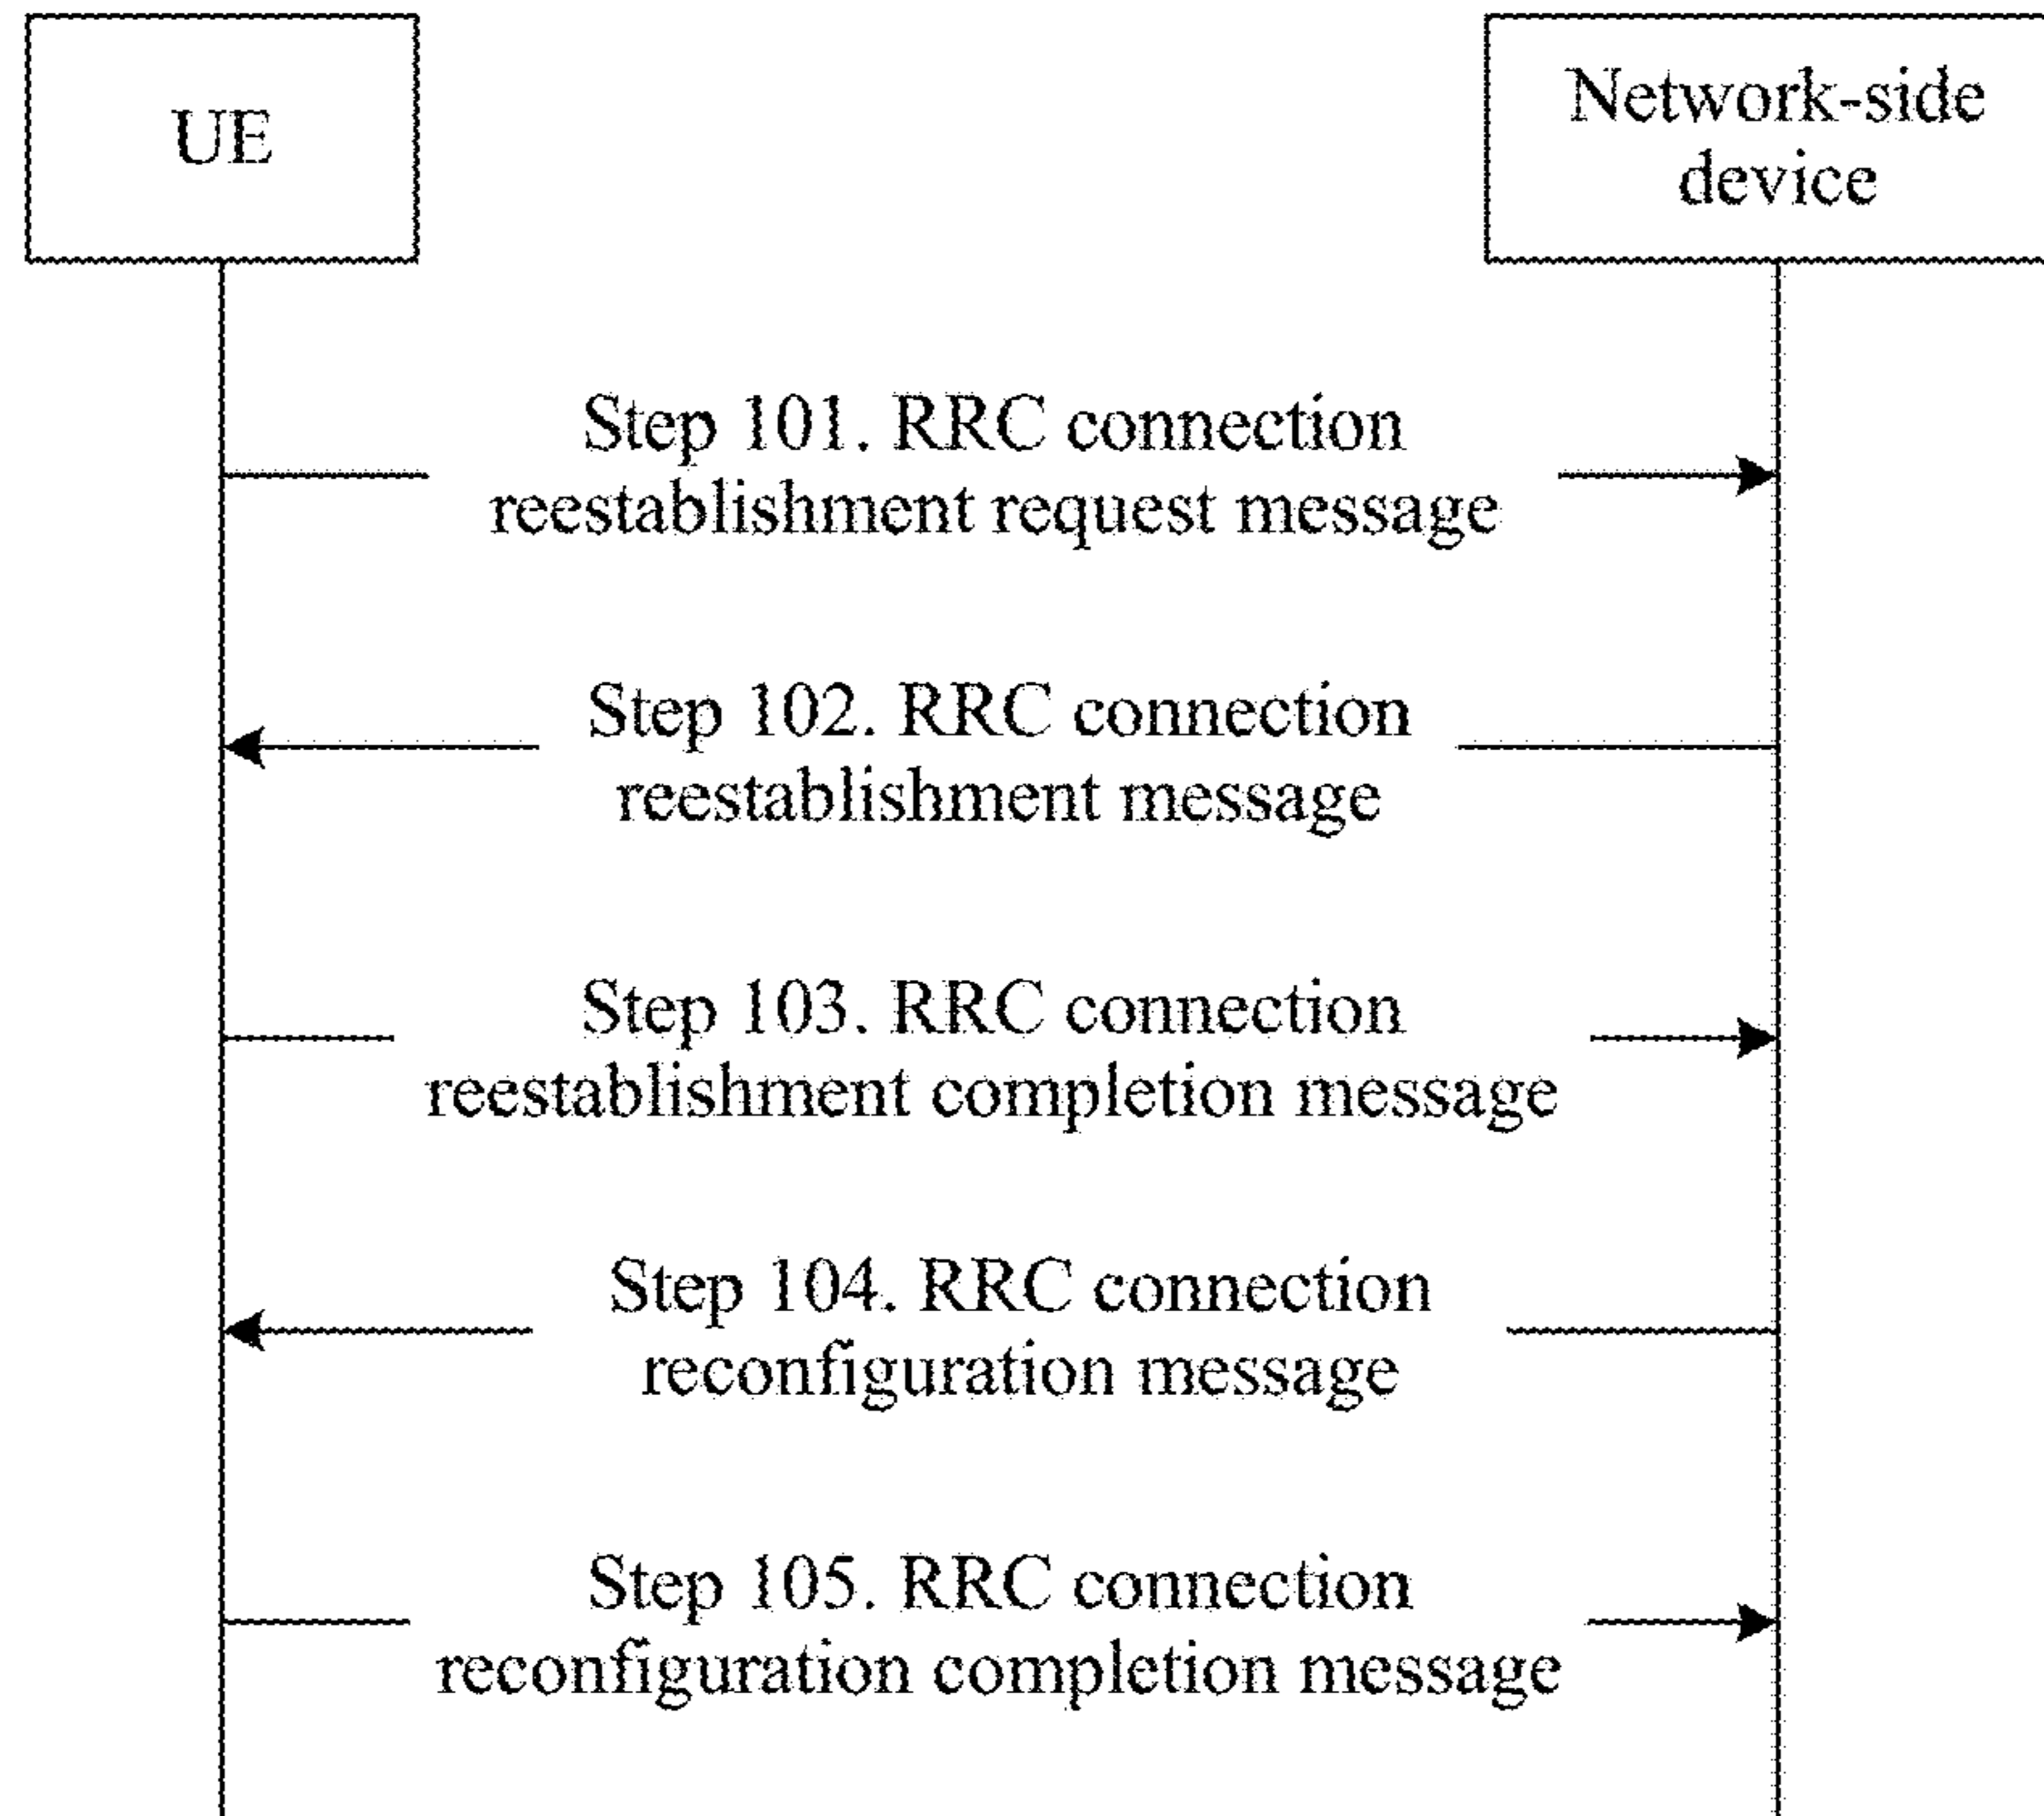 UE
Network-side
device
Step 101. RRC connection
reestablishment request message
Step 102. RRC connection
reestablishment message
Step 103. RRC connection
reestablishment completion message
Step 104. RRC connection
reconfiguration message
Step 105. RRC connection
reconfiguration completion message